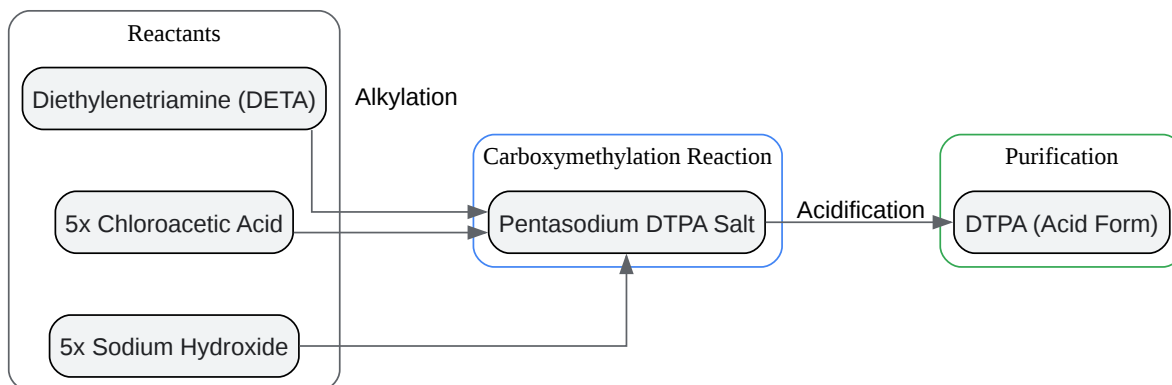 Reactants
Diethylenetriamine (DETA)
Alkylation
5x Chloroacetic Acid
5x Sodium Hydroxide
Carboxymethylation Reaction
Pentasodium DTPA Salt
Acidification
Purification
DTPA (Acid Form)